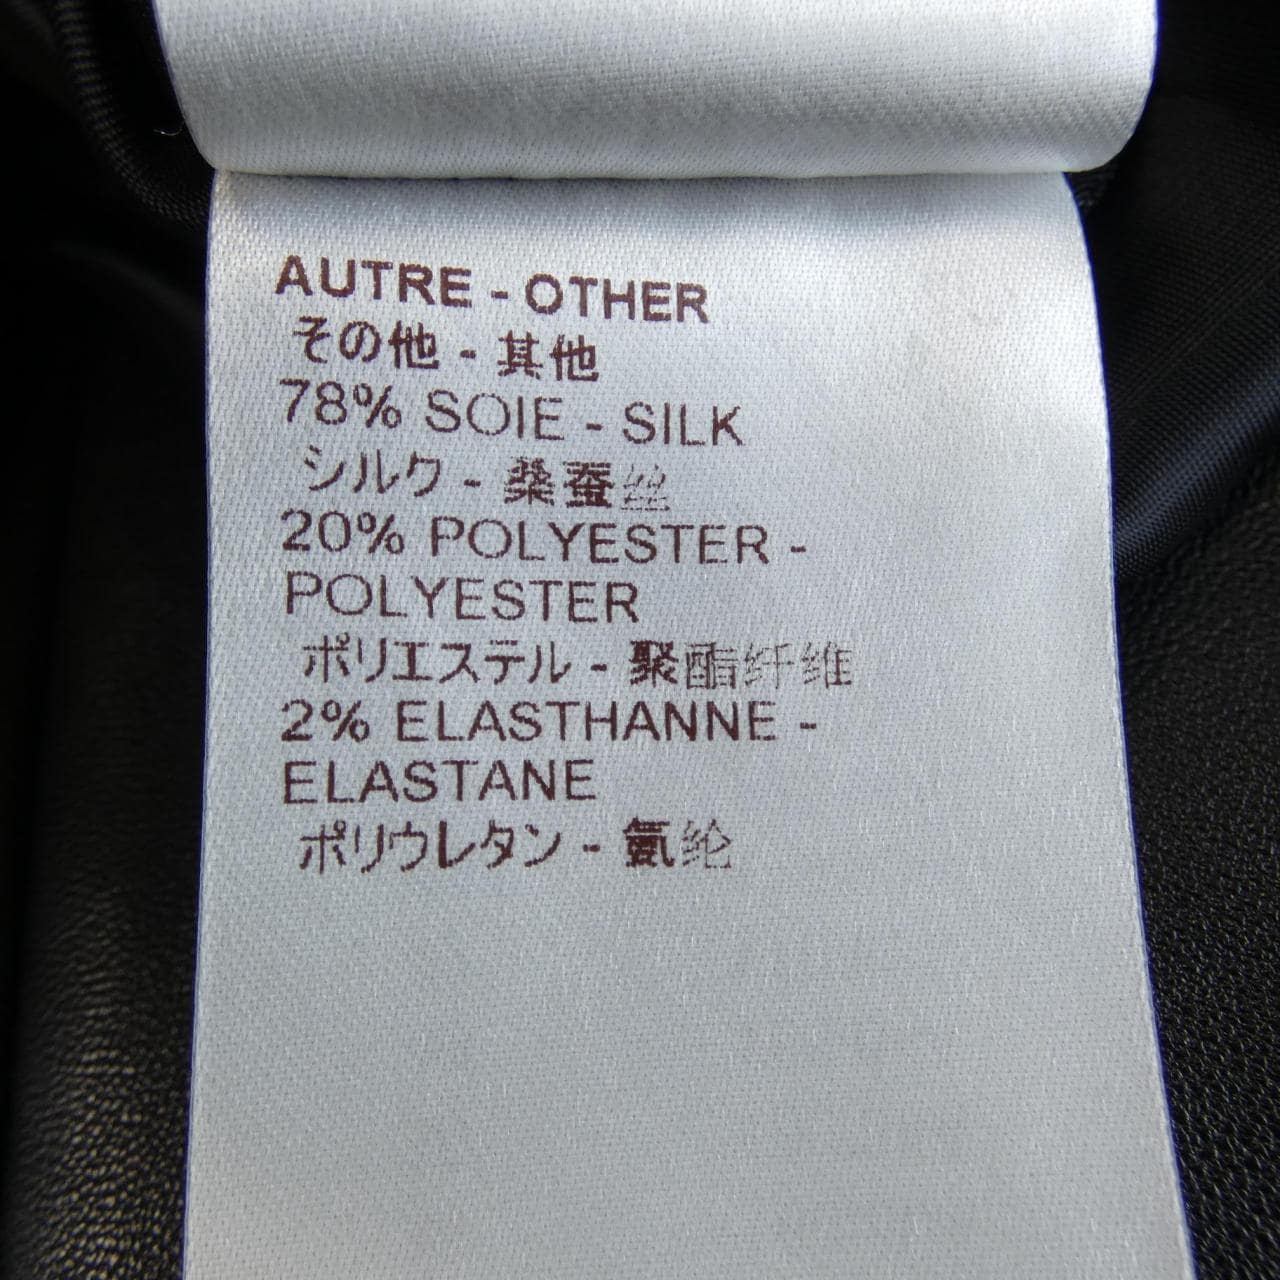 AUTRE - OTHER
その他 - 其他
78% SOIE - SILK
シルク - 桑蚕丝
20% POLYESTER -
POLYESTER
ポリエステル - 聚酯纤维
2% ELASTHANNE -
ELASTANE
ポリウレタン - 氨纶